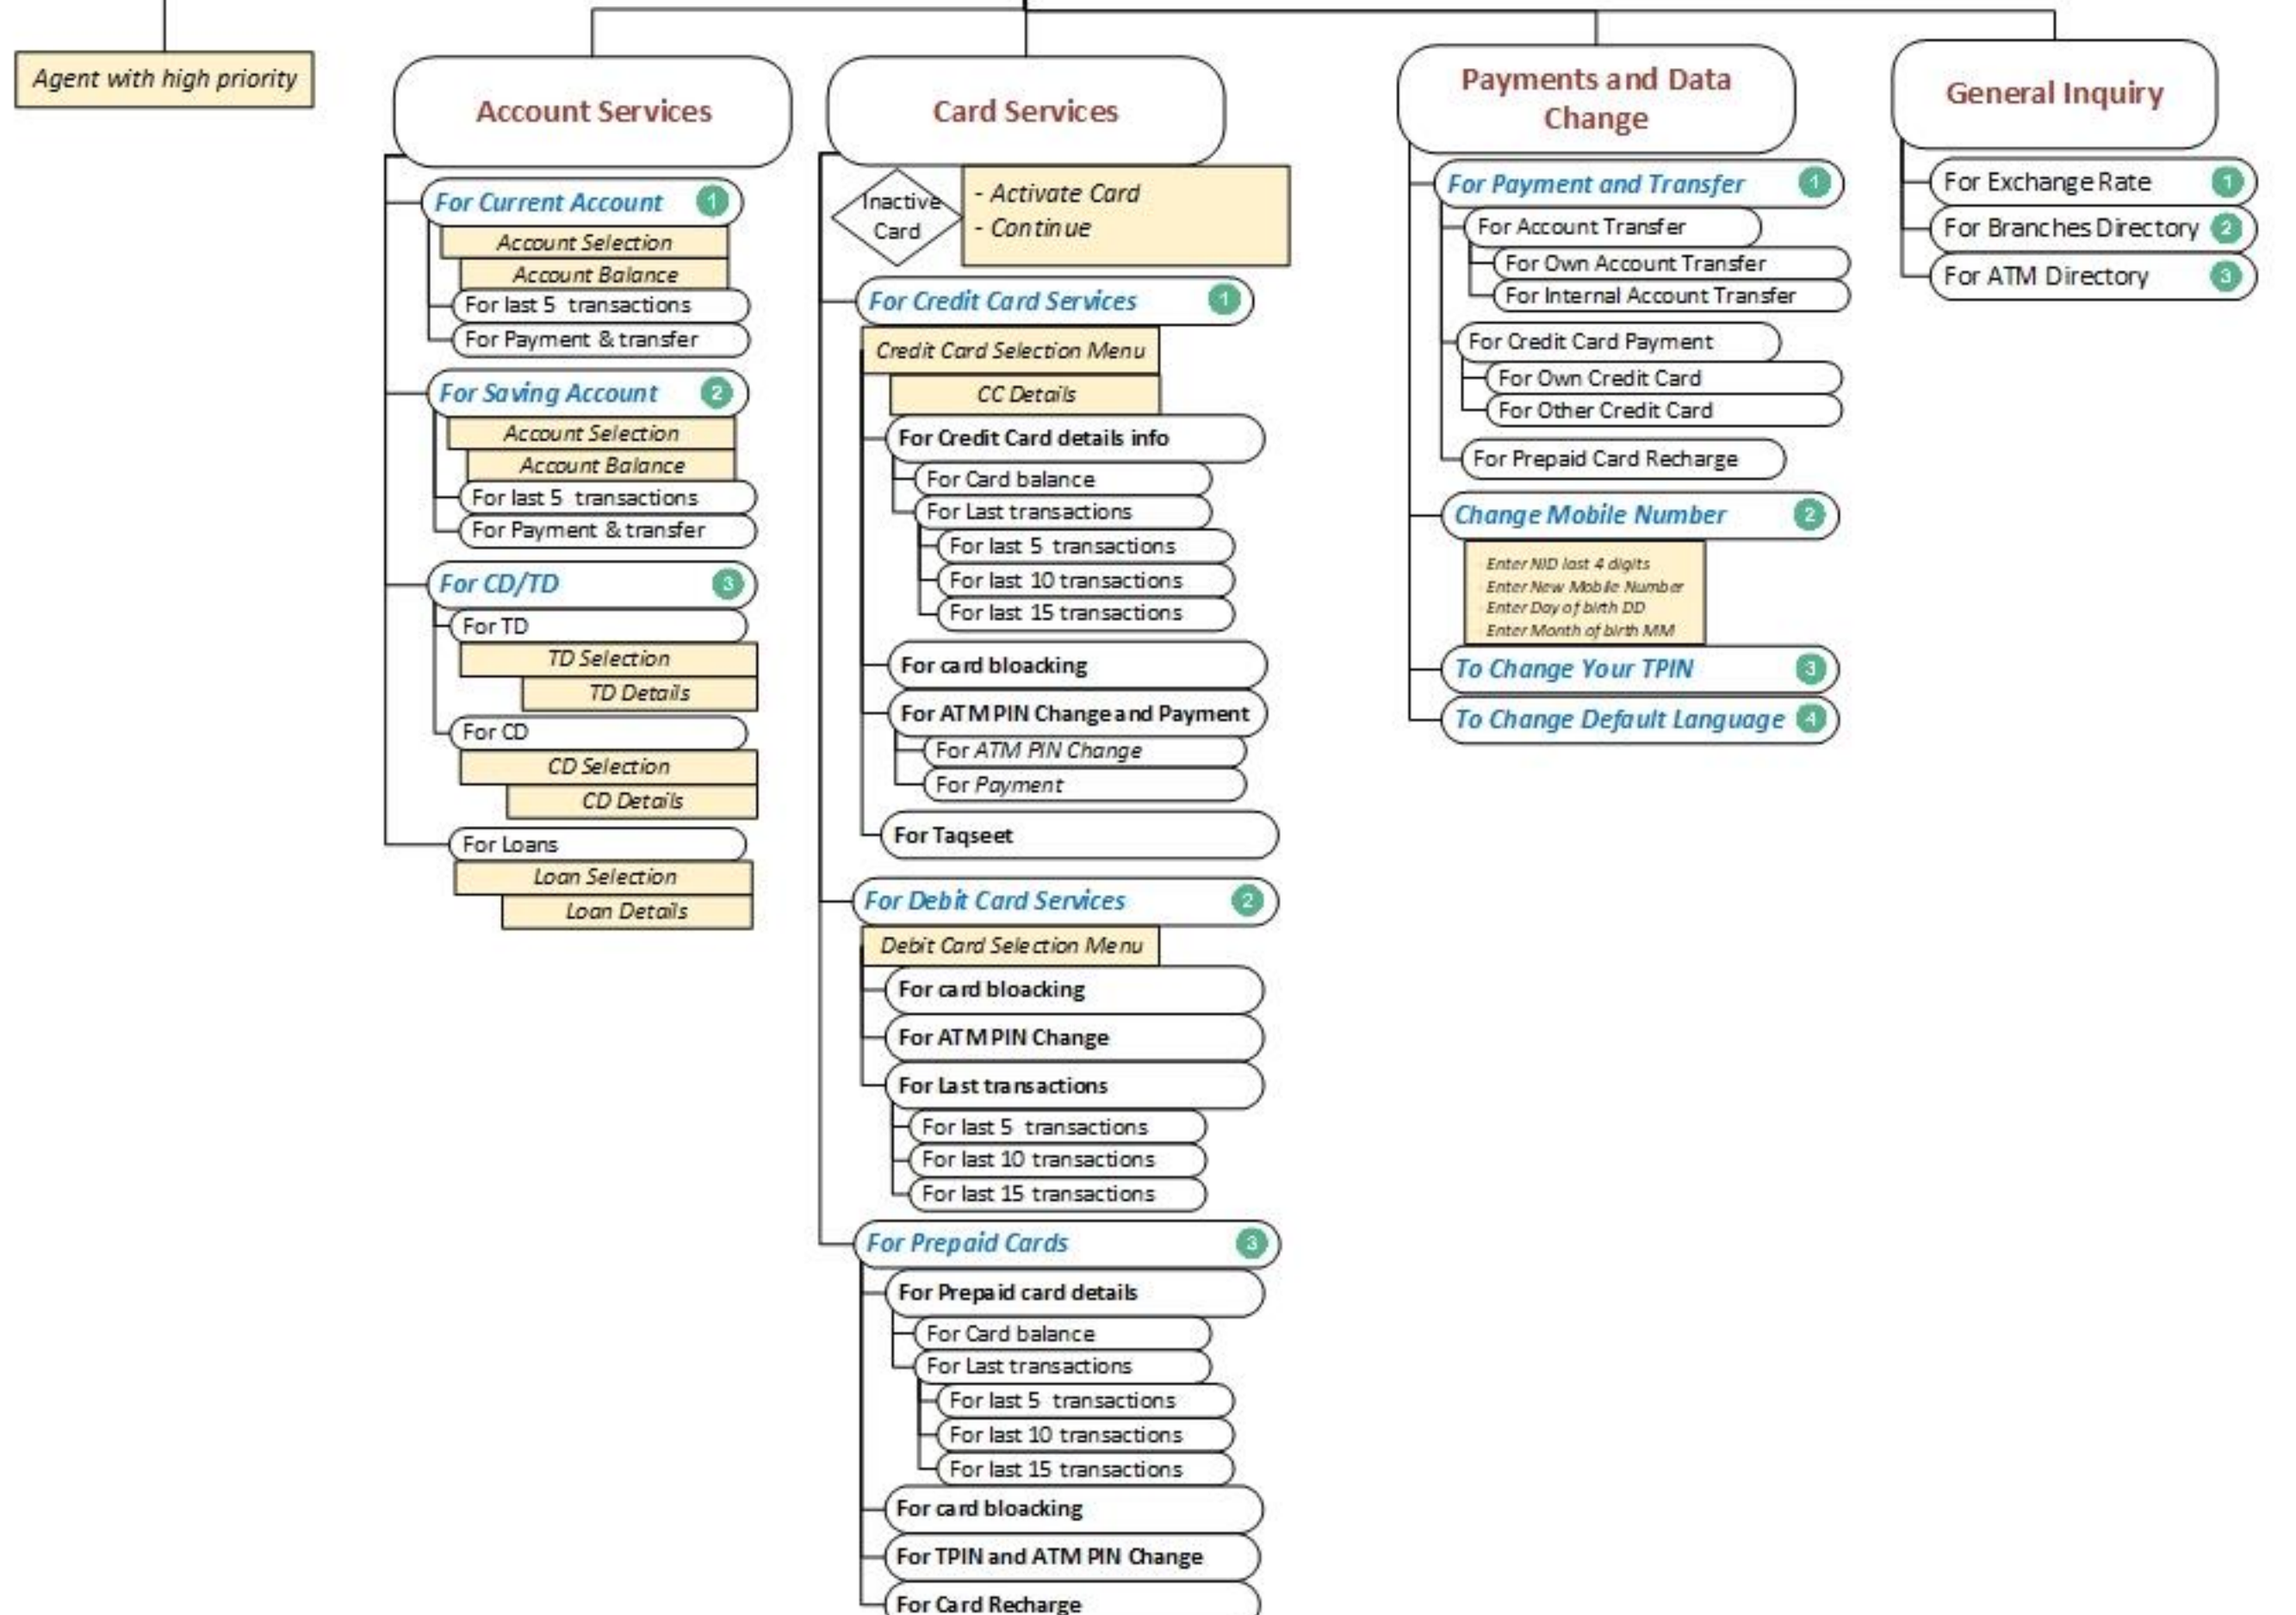 Agent with high priority
Account Services
For Current Account 1
Account Selection
Account Balance
For last 5 transactions
For Payment & transfer
For Saving Account 2
Account Selection
Account Balance
For last 5 transactions
For Payment & transfer
For CD/TD 3
For TD
TD Selection
TD Details
For CD
CD Selection
CD Details
For Loans
Loan Selection
Loan Details
Card Services
Inactive
Card
- Activate Card
- Continue
For Credit Card Services 1
Credit Card Selection Menu
CC Details
For Credit Card details info
For Card balance
For Last transactions
For last 5 transactions
For last 10 transactions
For last 15 transactions
For card bloacking
For ATM PIN Change and Payment
For ATM PIN Change
For Payment
For Taqseet
For Debit Card Services 2
Debit Card Selection Menu
For card bloacking
For ATM PIN Change
For Last transactions
For last 5 transactions
For last 10 transactions
For last 15 transactions
For Prepaid Cards 3
For Prepaid card details
For Card balance
For Last transactions
For last 5 transactions
For last 10 transactions
For last 15 transactions
For card bloacking
For TPIN and ATM PIN Change
For Card Recharge
Payments and Data
Change
For Payment and Transfer 1
For Account Transfer
For Own Account Transfer
For Internal Account Transfer
For Credit Card Payment
For Own Credit Card
For Other Credit Card
For Prepaid Card Recharge
Change Mobile Number 2
- Enter NID last 4 digits
- Enter New Mobile Number
- Enter Day of birth DD
- Enter Month of birth MM
To Change Your TPIN 3
To Change Default Language 4
General Inquiry
For Exchange Rate 1
For Branches Directory 2
For ATM Directory 3